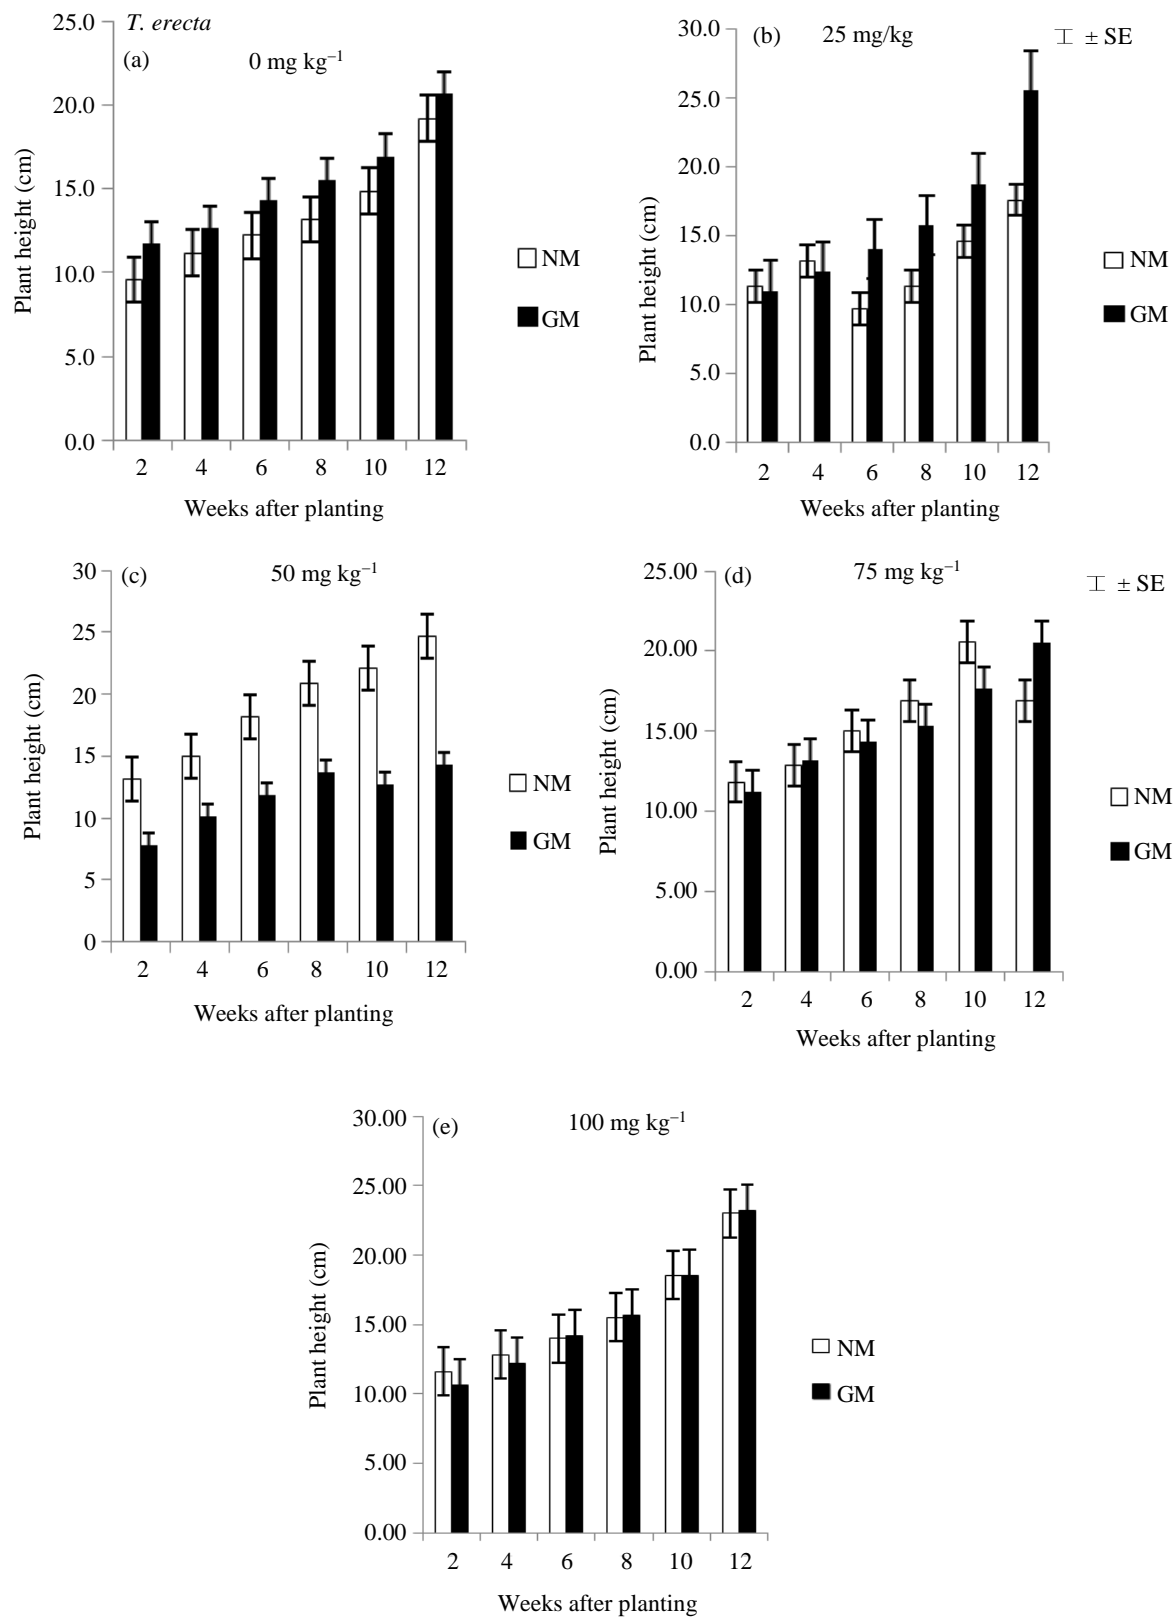 T. erecta
(a)
0 mg kg⁻¹
25.0
20.0
15.0
10.0
5.0
0.0
Plant height (cm)
2 4 6 8 10 12
Weeks after planting
NM
GM
(b)
25 mg/kg
± SE
30.0
25.0
20.0
15.0
10.0
5.0
0.0
Plant height (cm)
2 4 6 8 10 12
Weeks after planting
NM
GM
(c)
50 mg kg⁻¹
30
25
20
15
10
5
0
Plant height (cm)
2 4 6 8 10 12
Weeks after planting
NM
GM
(d)
75 mg kg⁻¹
± SE
25.00
20.00
15.00
10.00
5.00
0.00
Plant height (cm)
2 4 6 8 10 12
Weeks after planting
NM
GM
(e)
100 mg kg⁻¹
30.00
25.00
20.00
15.00
10.00
5.00
0.00
Plant height (cm)
2 4 6 8 10 12
Weeks after planting
NM
GM